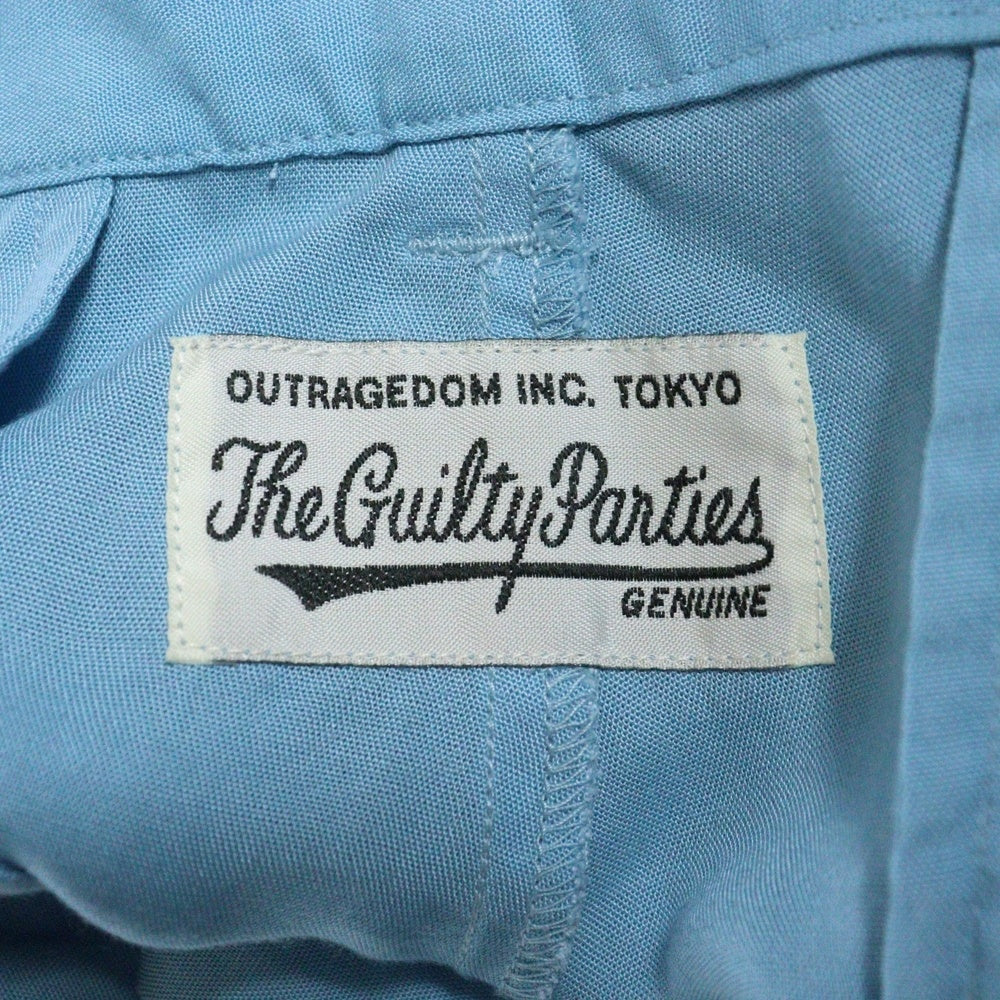 OUTRAGEDOM INC. TOKYO
The Guilty Parties
GENUINE